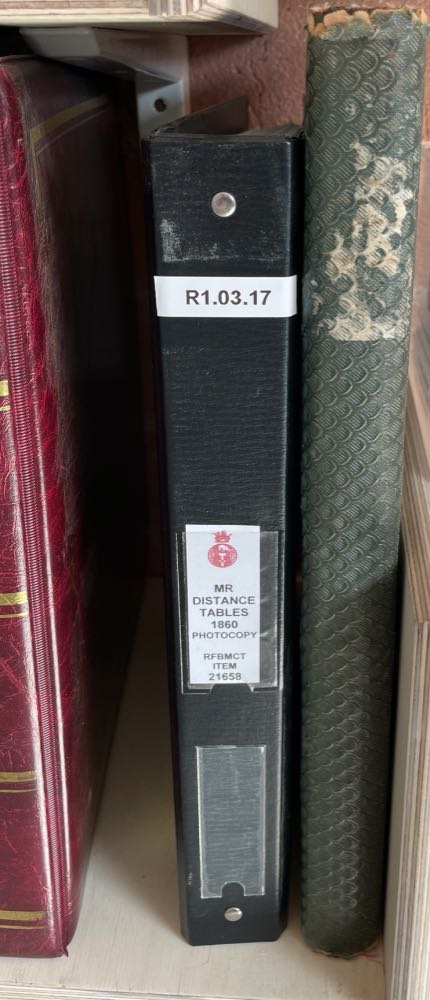 R1.03.17
MR
DISTANCE
TABLES
1860
PHOTOCOPY
RFBMCT
ITEM
21658